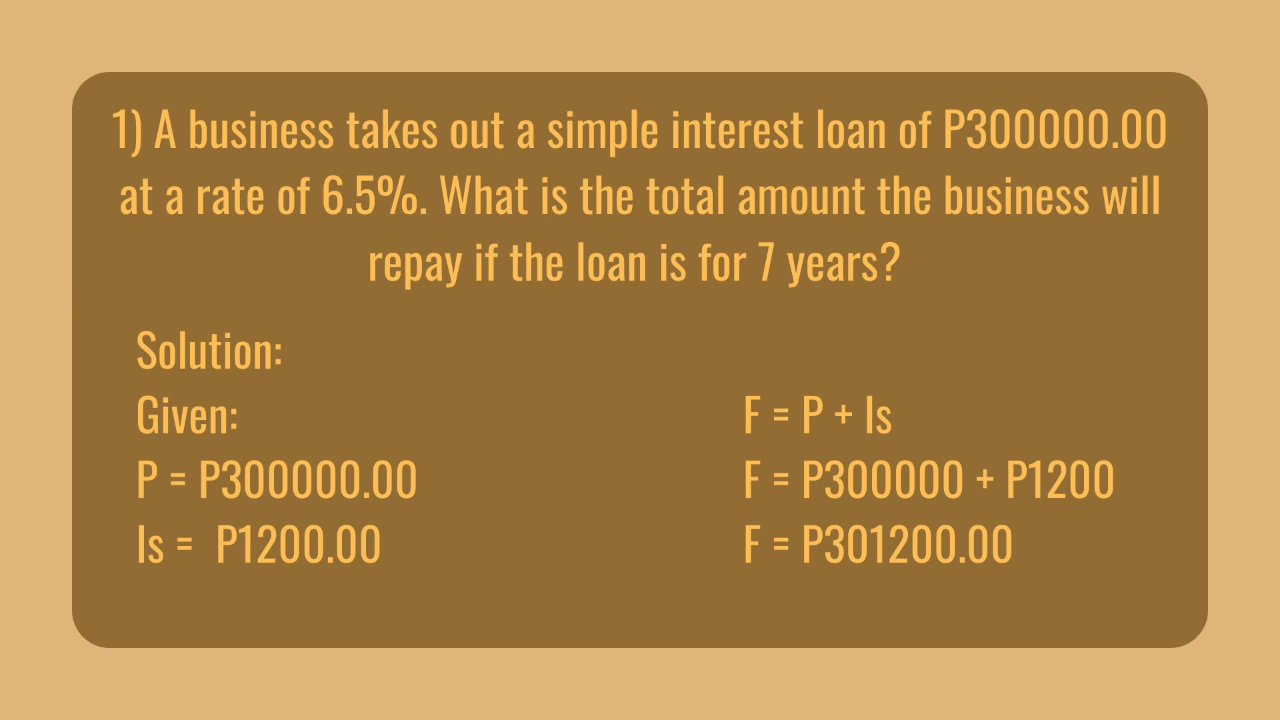 1) A business takes out a simple interest loan of P300000.00
at a rate of 6.5%. What is the total amount the business will
repay if the loan is for 7 years?
Solution:
Given:
P = P300000.00
Is = P1200.00
F = P + Is
F = P300000 + P1200
F = P301200.00